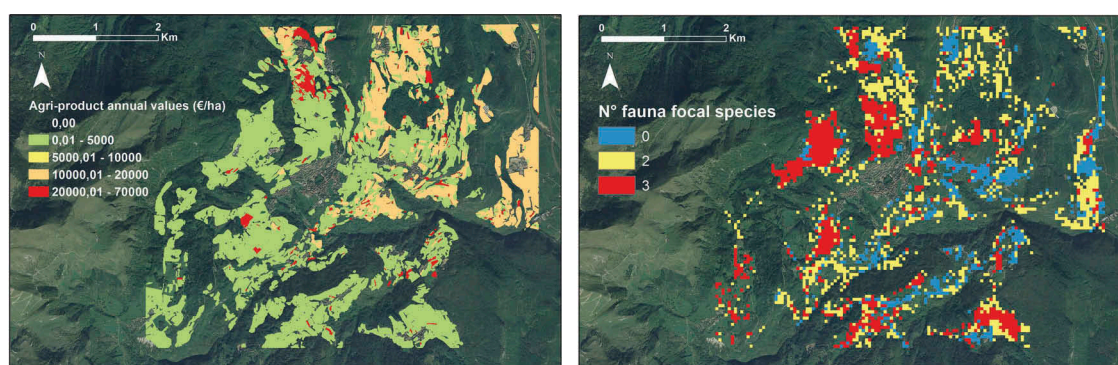 0 1 2
Km
N
Agri-product annual values (€/ha)
0,00
0,01 - 5000
5000,01 - 10000
10000,01 - 20000
20000,01 - 70000
0 1 2
Km
N
N° fauna focal species
0
2
3